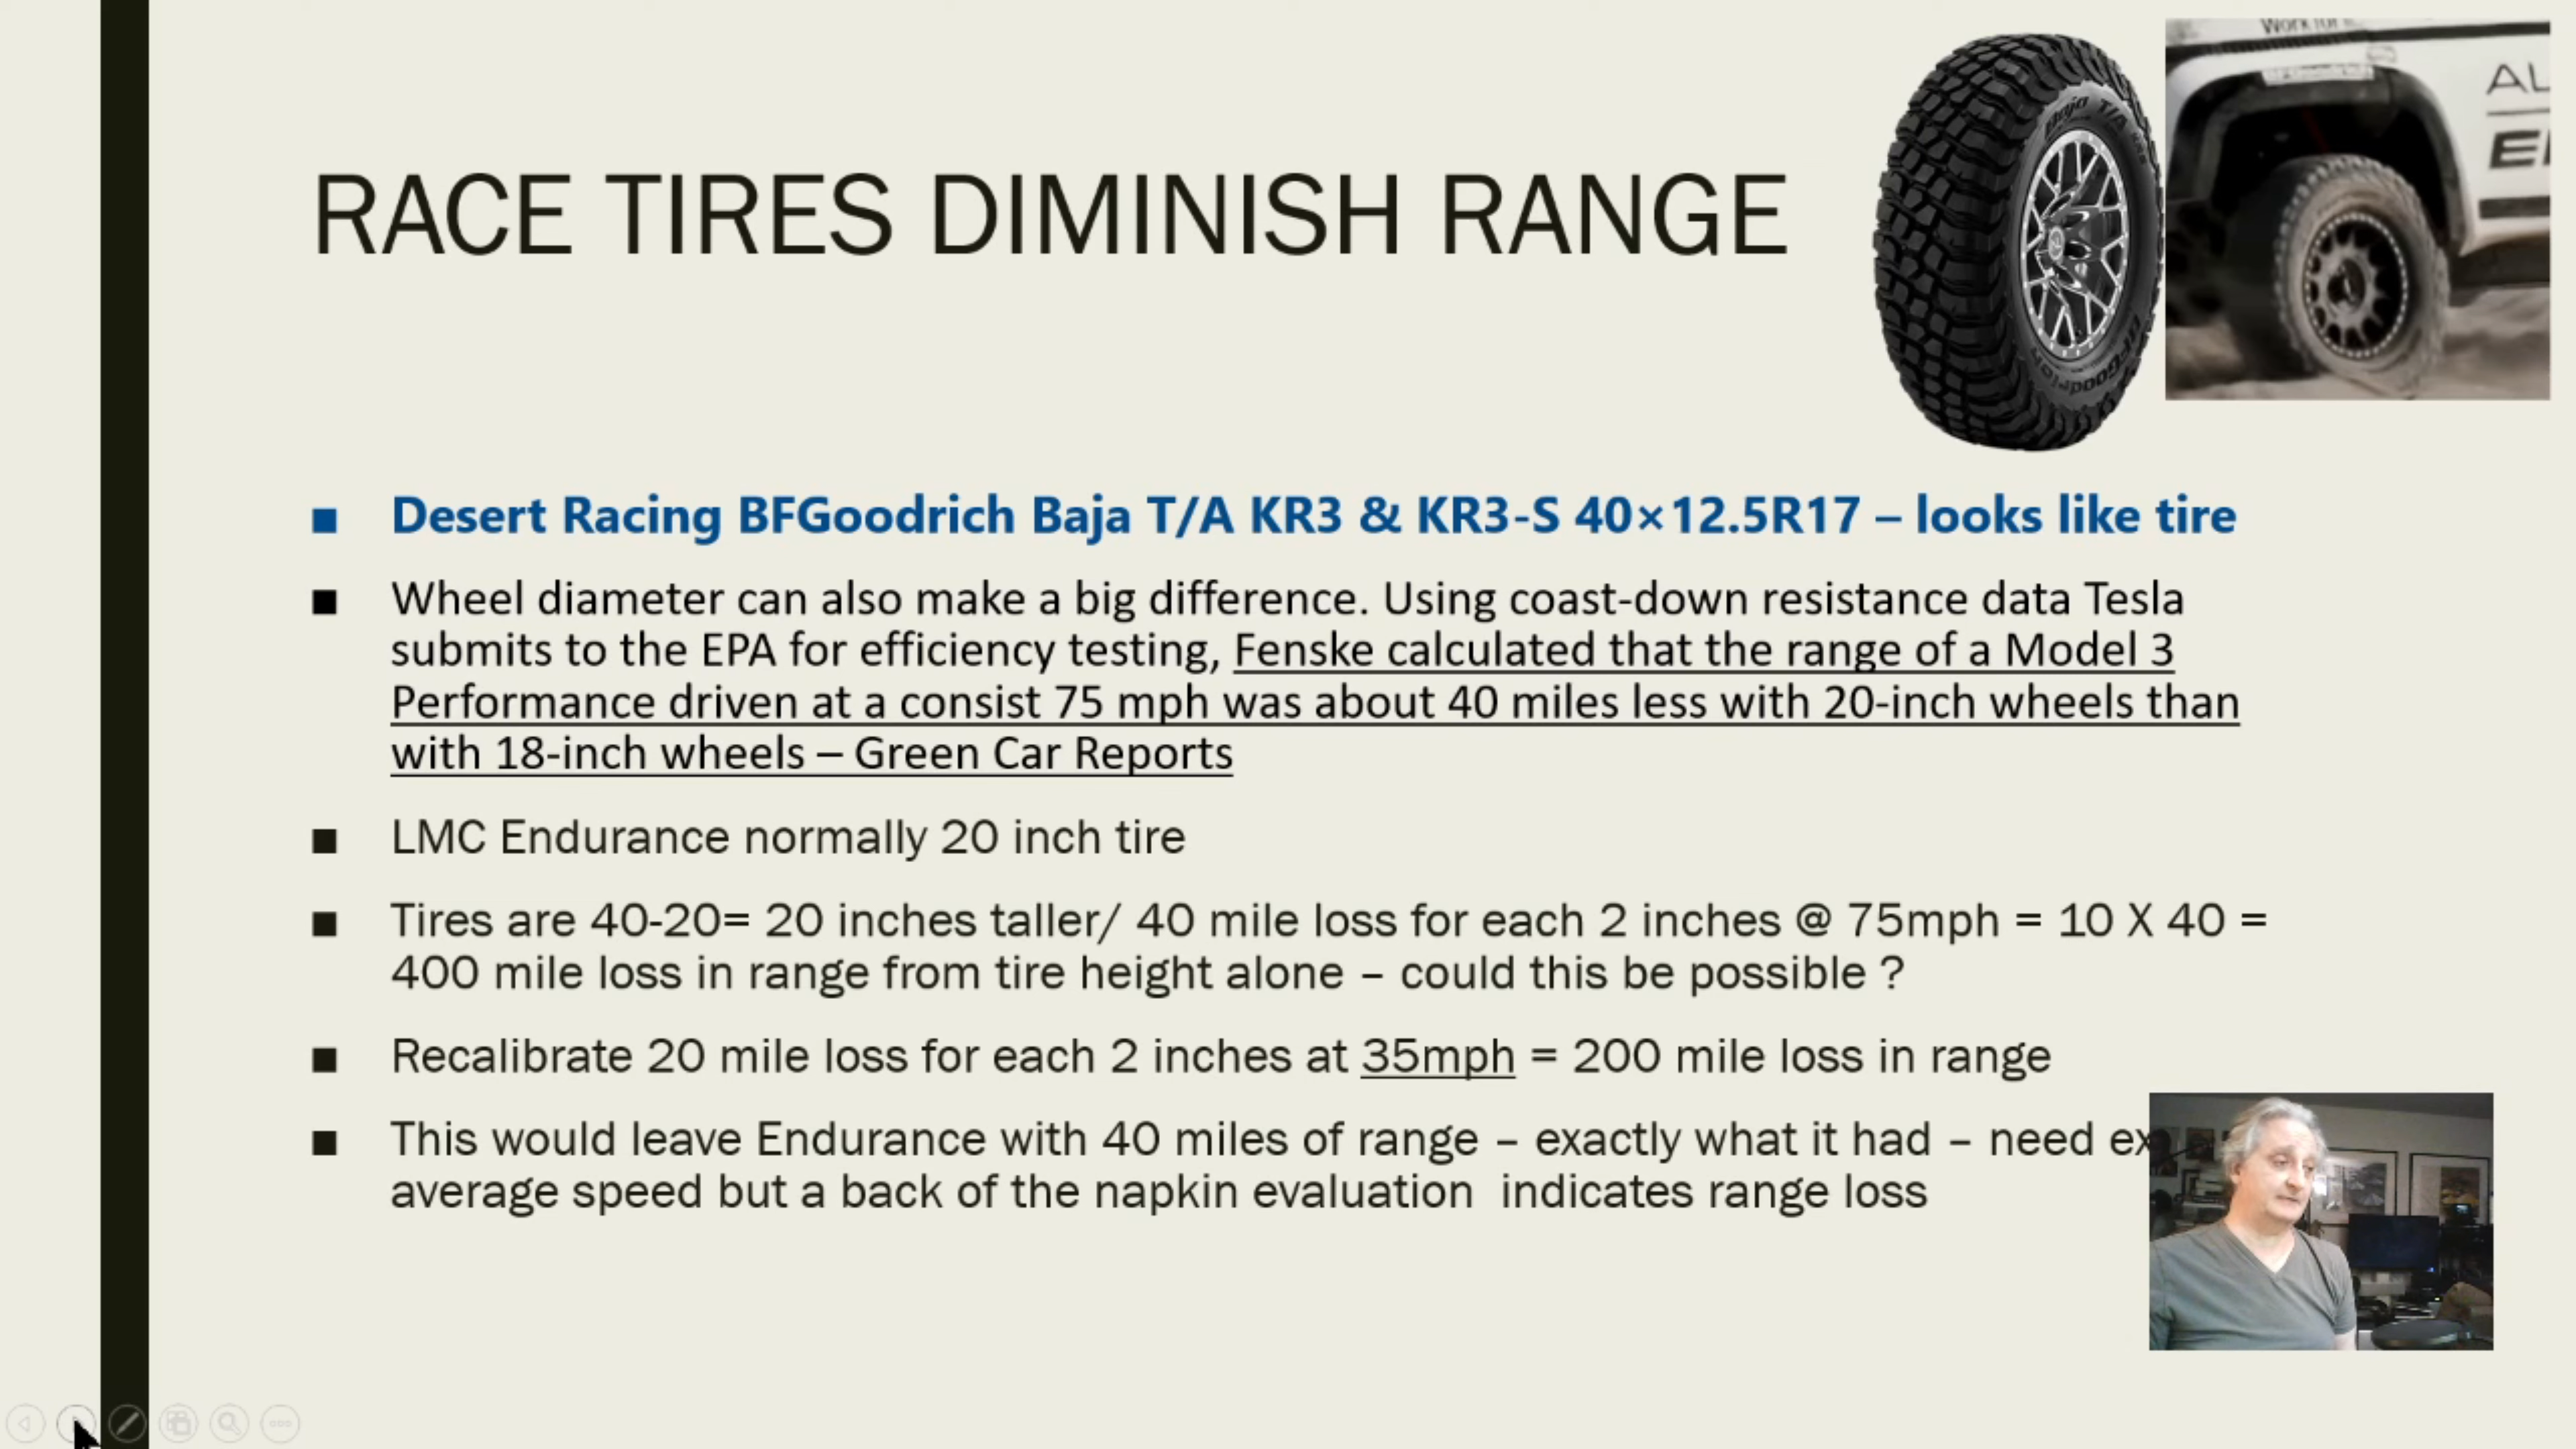 Work for
AL
EI
RACE TIRES DIMINISH RANGE
Baja T/A
BFGoodrich
■ Desert Racing BFGoodrich Baja T/A KR3 & KR3-S 40×12.5R17 – looks like tire
■ Wheel diameter can also make a big difference. Using coast-down resistance data Tesla
submits to the EPA for efficiency testing, Fenske calculated that the range of a Model 3
Performance driven at a consist 75 mph was about 40 miles less with 20-inch wheels than
with 18-inch wheels – Green Car Reports
■ LMC Endurance normally 20 inch tire
■ Tires are 40-20= 20 inches taller/ 40 mile loss for each 2 inches @ 75mph = 10 X 40 =
400 mile loss in range from tire height alone – could this be possible ?
■ Recalibrate 20 mile loss for each 2 inches at 35mph = 200 mile loss in range
■ This would leave Endurance with 40 miles of range – exactly what it had – need ex
average speed but a back of the napkin evaluation  indicates range loss